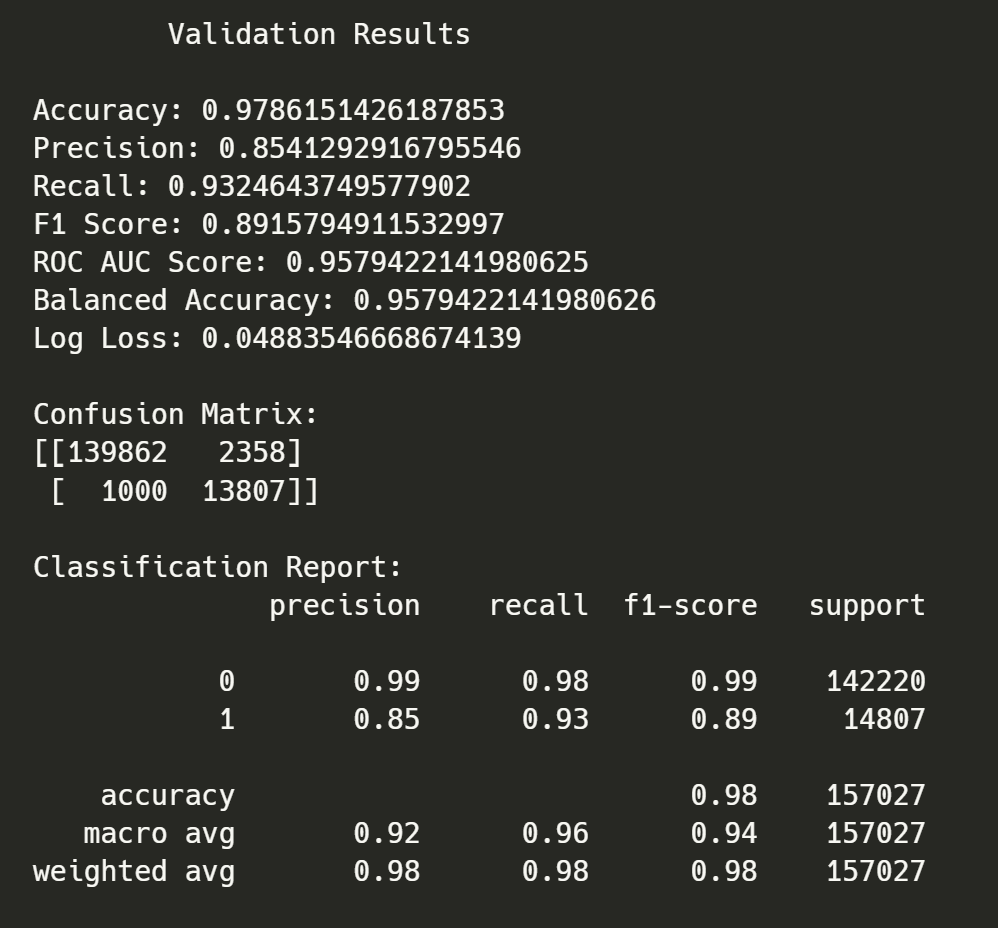 Validation Results
Accuracy: 0.9786151426187853
Precision: 0.8541292916795546
Recall: 0.9324643749577902
F1 Score: 0.8915794911532997
ROC AUC Score: 0.9579422141980625
Balanced Accuracy: 0.9579422141980626
Log Loss: 0.04883546668674139
Confusion Matrix:
[[139862   2358]
 [  1000  13807]]
Classification Report:
              precision    recall  f1-score   support
           0       0.99      0.98      0.99    142220
           1       0.85      0.93      0.89     14807
    accuracy                           0.98    157027
   macro avg       0.92      0.96      0.94    157027
weighted avg       0.98      0.98      0.98    157027